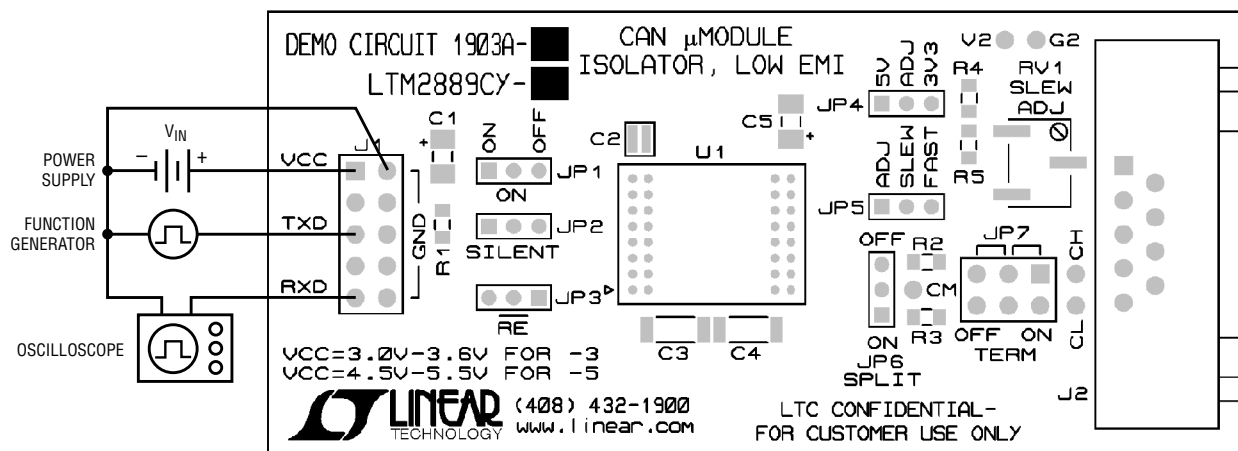 DEMO CIRCUIT 1903A-
LTM2889CY-
CAN μMODULE
ISOLATOR, LOW EMI
V2
G2
RV1
SLEW
ADJ
R4
R5
5V
ADJ
3V3
JP4
ADJ
SLEW
FAST
JP5
C5
+
C2
U1
C1
+
R1
ON
OFF
JP1
ON
JP2
SILENT
JP3
RE
J1
VCC
TXD
RXD
GND
VIN
− +
POWER
SUPPLY
FUNCTION
GENERATOR
OSCILLOSCOPE
C3
C4
OFF
R2
CM
R3
ON
JP6
SPLIT
JP7
OFF
ON
TERM
CH
CL
J2
VCC=3.0V-3.6V FOR -3
VCC=4.5V-5.5V FOR -5
LINEAR
TECHNOLOGY
(408) 432-1900
www.linear.com
LTC CONFIDENTIAL-
FOR CUSTOMER USE ONLY